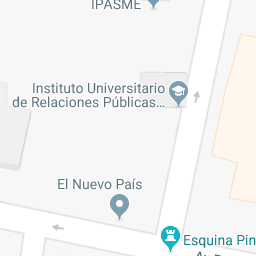 IPASME
Instituto Universitario
de Relaciones Públicas...
El Nuevo País
Esquina Pin